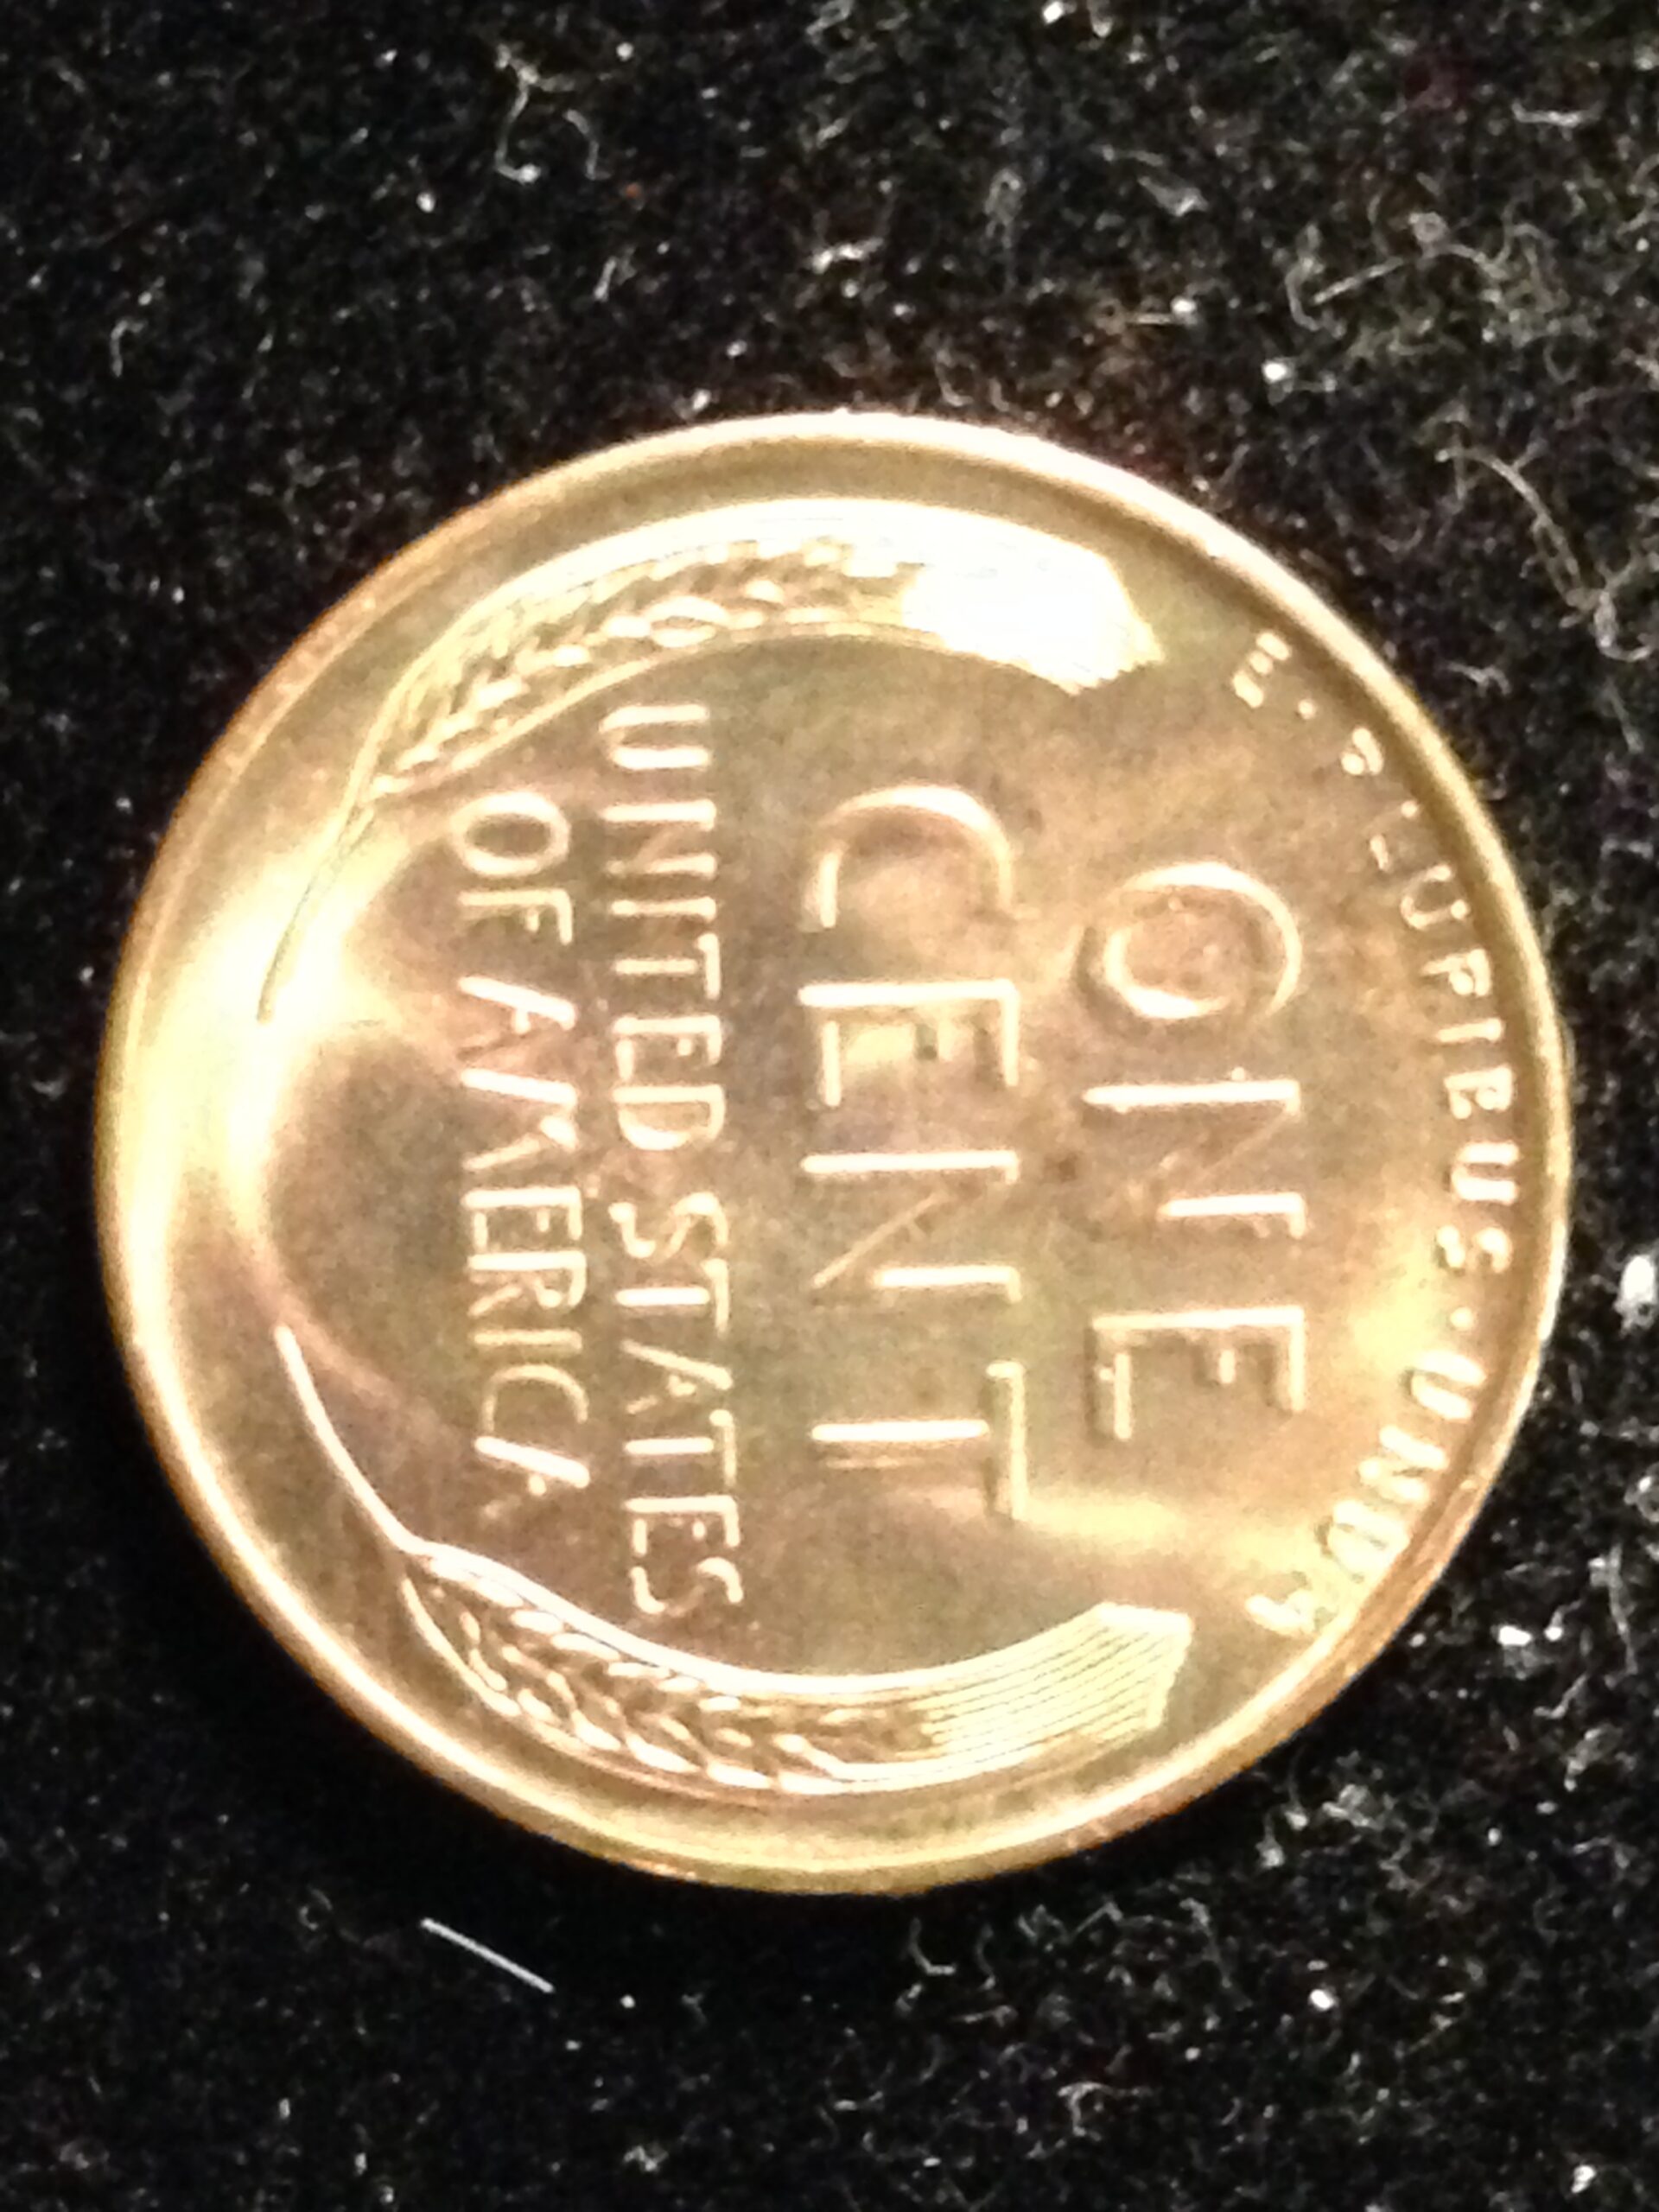 E·PLURIBUS·UNUM
ONE
CENT
UNITED STATES
OF AMERICA